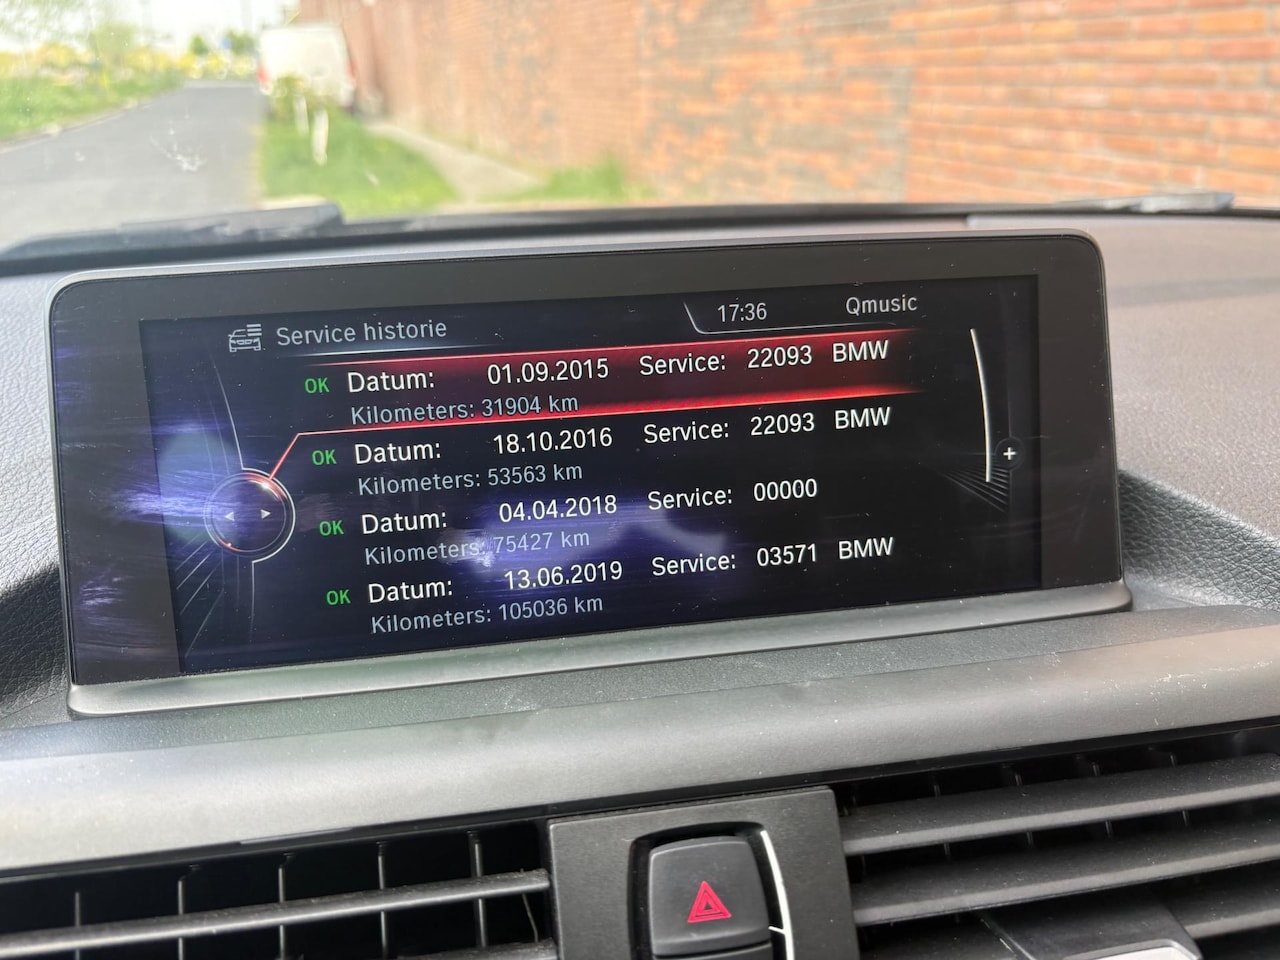 Service historie 17:36 Qmusic
OK Datum: 01.09.2015 Service: 22093 BMW
Kilometers: 31904 km
OK Datum: 18.10.2016 Service: 22093 BMW
Kilometers: 53563 km
OK Datum: 04.04.2018 Service: 00000
Kilometers: 75427 km
OK Datum: 13.06.2019 Service: 03571 BMW
Kilometers: 105036 km